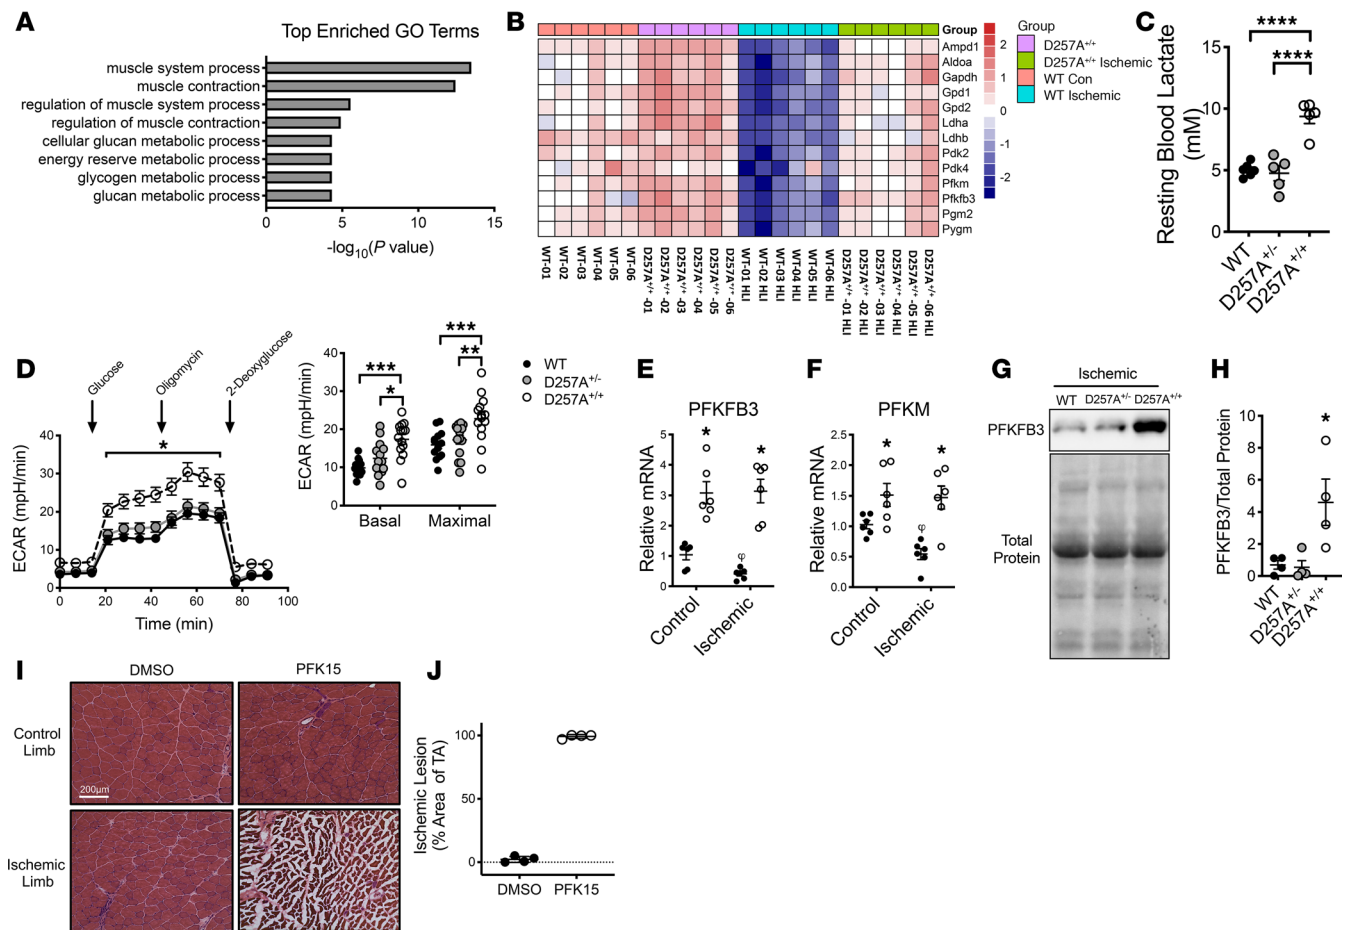 A
Top Enriched GO Terms
muscle system process
muscle contraction
regulation of muscle system process
regulation of muscle contraction
cellular glucan metabolic process
energy reserve metabolic process
glycogen metabolic process
glucan metabolic process
0 5 10 15
-log10(P value)
B
Group
Ampd1
Aldoa
Gapdh
Gpd1
Gpd2
Ldha
Ldhb
Pdk2
Pdk4
Pfkm
Pfkfb3
Pgm2
Pygm
2
1
0
-1
-2
Group
D257A+/+
D257A+/+ Ischemic
WT Con
WT Ischemic
WT-01
WT-02
WT-03
WT-04
WT-05
WT-06
D257A+/+ -01
D257A+/+ -02
D257A+/+ -03
D257A+/+ -04
D257A+/+ -05
D257A+/+ -06
WT-01 HLI
WT-02 HLI
WT-03 HLI
WT-04 HLI
WT-05 HLI
WT-06 HLI
D257A+/+ -01 HLI
D257A+/+ -02 HLI
D257A+/+ -03 HLI
D257A+/+ -04 HLI
D257A+/+ -05 HLI
D257A+/+ -06 HLI
C
Resting Blood Lactate
(mM)
15
10
5
0
****
****
WT
D257A+/-
D257A+/+
D
Glucose
Oligomycin
2-Deoxyglucose
ECAR (mpH/min)
40
30
20
10
0
*
0 20 40 60 80 100
Time (min)
ECAR (mpH/min)
40
30
20
10
0
***
*
***
**
Basal Maximal
WT
D257A+/-
D257A+/+
E
PFKFB3
Relative mRNA
5
4
3
2
1
0
*
*
φ
Control
Ischemic
F
PFKM
Relative mRNA
2.5
2.0
1.5
1.0
0.5
0.0
*
*
φ
Control
Ischemic
G
Ischemic
WT D257A+/- D257A+/+
PFKFB3
Total
Protein
H
PFKFB3/Total Protein
10
8
6
4
2
0
*
WT
D257A+/-
D257A+/+
I
DMSO PFK15
Control
Limb
200µm
Ischemic
Limb
J
Ischemic Lesion
(% Area of TA)
100
50
0
DMSO PFK15